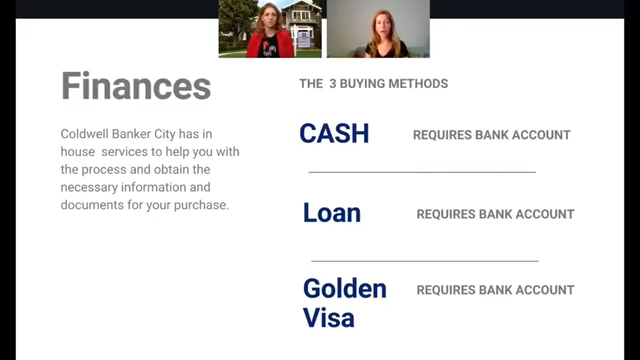 Finances
Coldwell Banker City has in
house services to help you with
the process and obtain the
necessary information and
documents for your purchase.
THE 3 BUYING METHODS
CASH REQUIRES BANK ACCOUNT
Loan REQUIRES BANK ACCOUNT
Golden REQUIRES BANK ACCOUNT
Visa